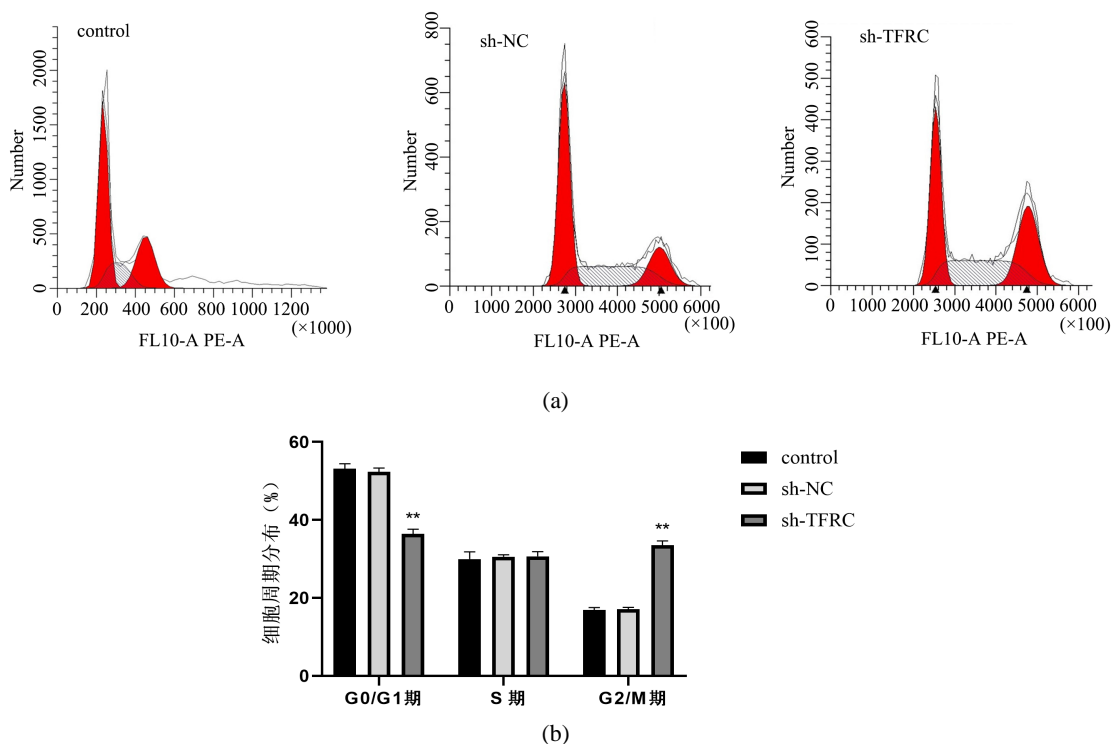 control
Number
0 500 1000 1500 2000
0 200 400 600 800 1000 1200
(×1000)
FL10-A PE-A
sh-NC
Number
0 200 400 600 800
0 1000 2000 3000 4000 5000 6000
(×100)
FL10-A PE-A
sh-TFRC
Number
0 100 200 300 400 500 600
0 1000 2000 3000 4000 5000 6000
(×100)
FL10-A PE-A
(a)
细胞周期分布（%）
60
40
20
0
** **
G0/G1期 S 期 G2/M期
control
sh-NC
sh-TFRC
(b)